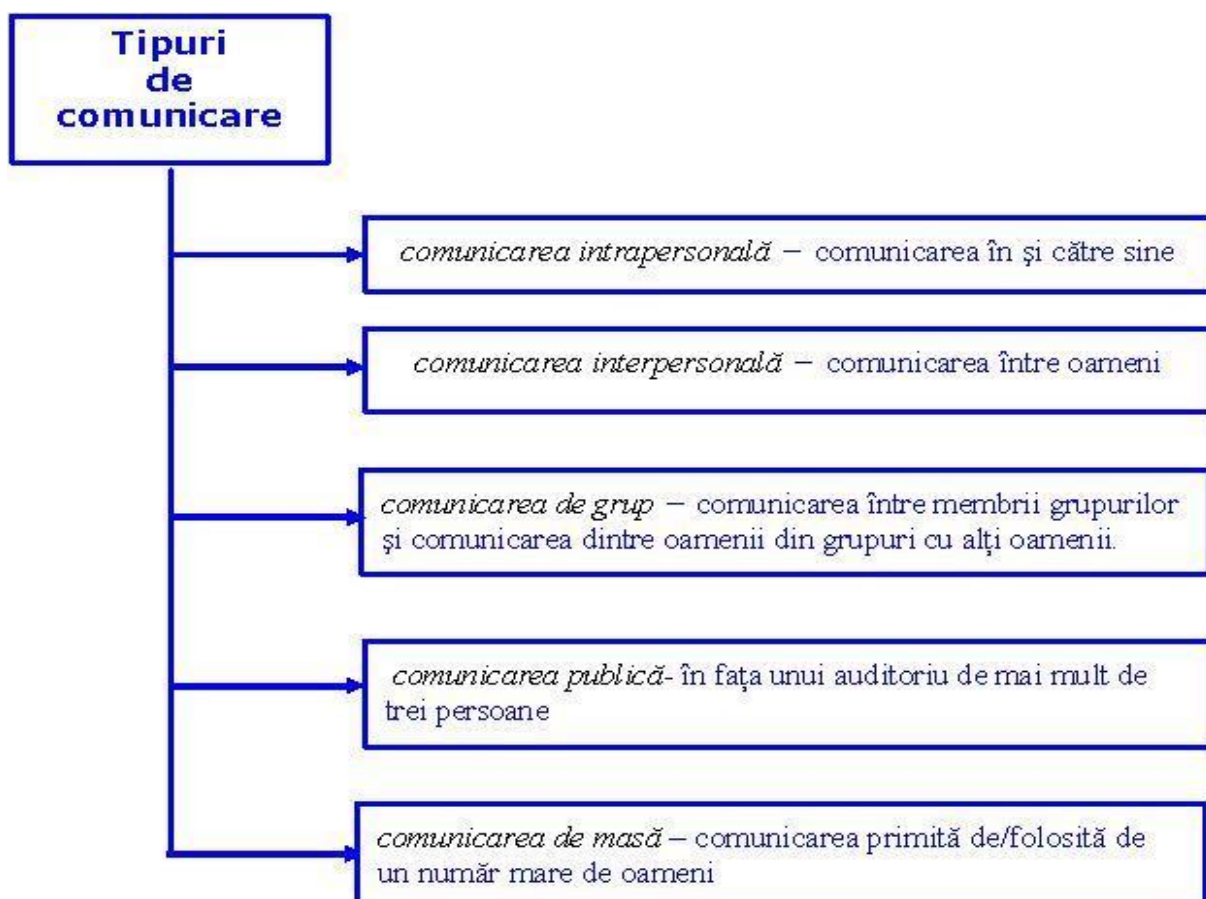 Tipuri
de
comunicare
comunicarea intrapersonală – comunicarea în şi către sine
comunicarea interpersonală – comunicarea între oameni
comunicarea de grup – comunicarea între membrii grupurilor
şi comunicarea dintre oamenii din grupuri cu alţi oamenii.
comunicarea publică- în faţa unui auditoriu de mai mult de
trei persoane
comunicarea de masă – comunicarea primită de/folosită de
un număr mare de oameni